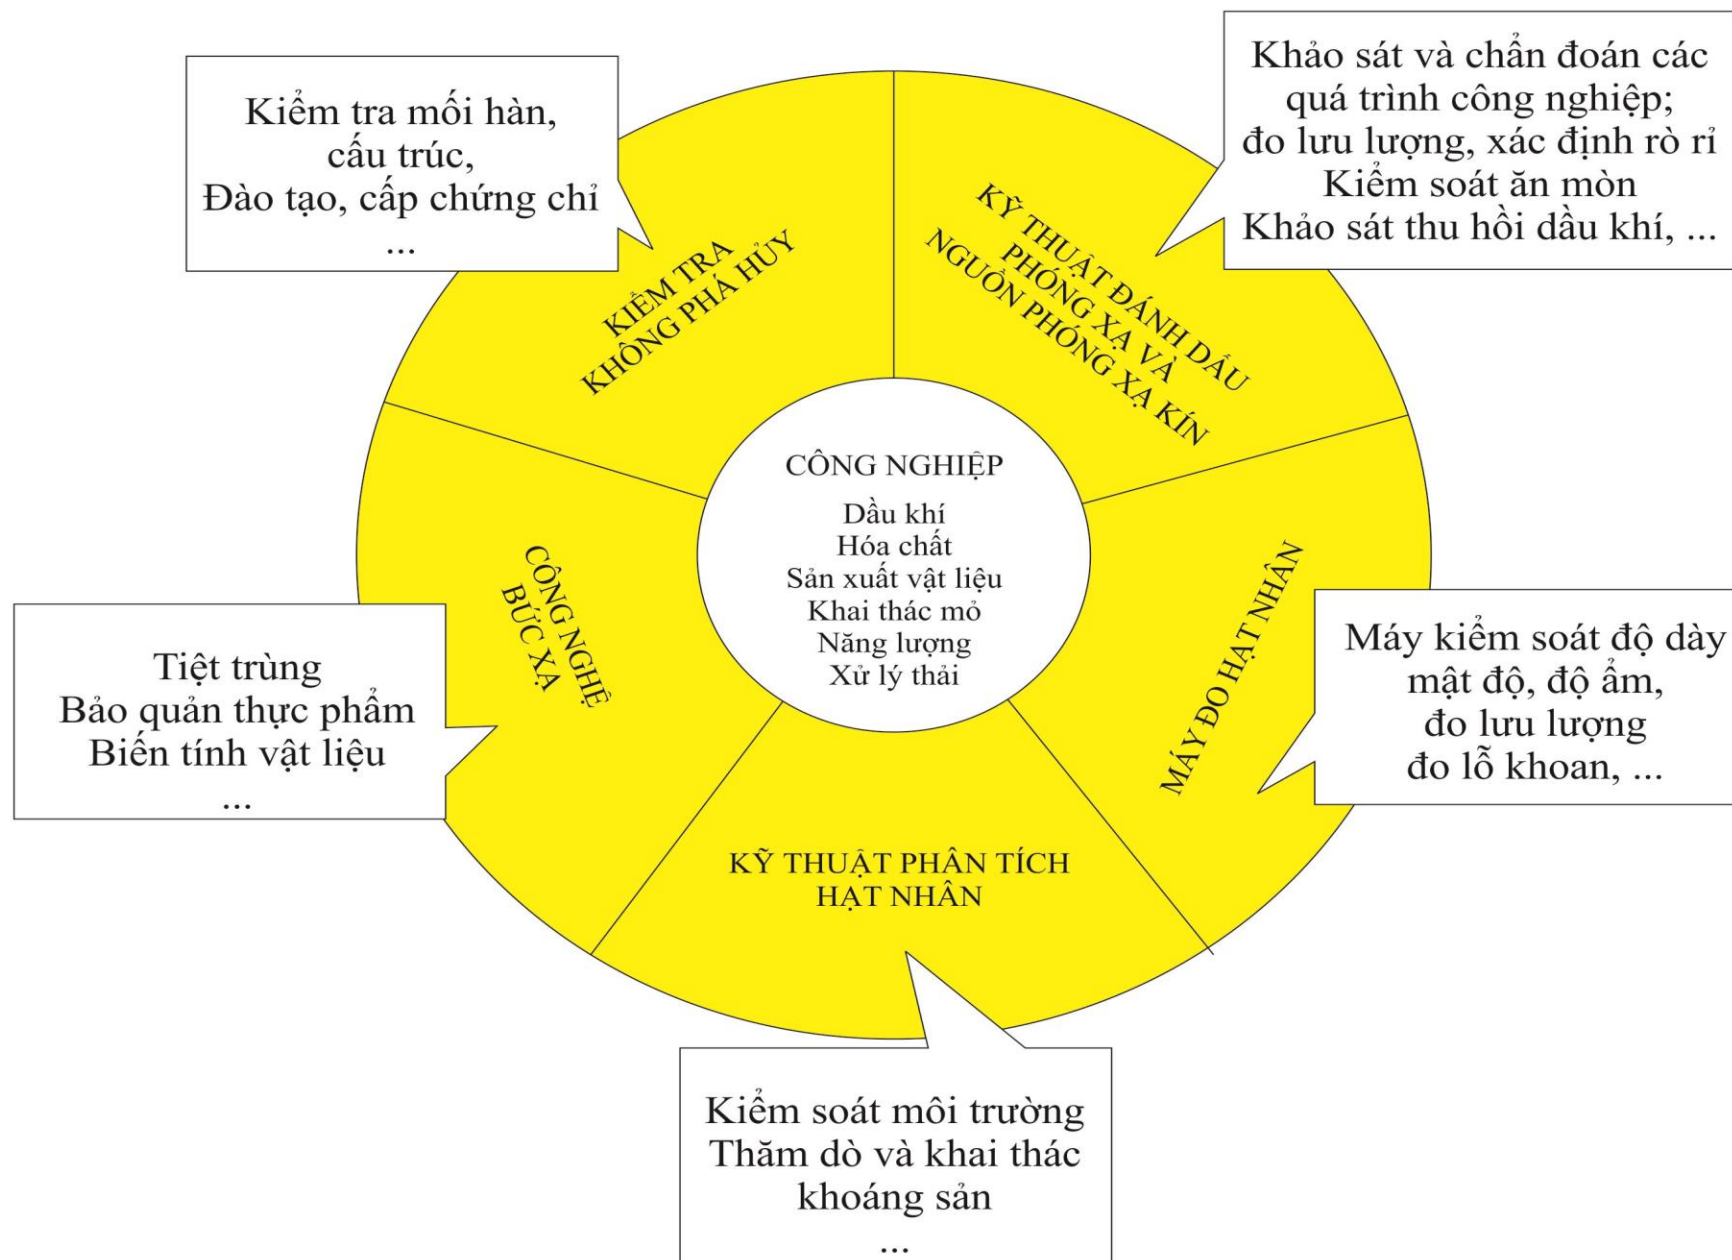 Kiểm tra mối hàn,
cấu trúc,
Đào tạo, cấp chứng chỉ
...
Khảo sát và chẩn đoán các
quá trình công nghiệp;
đo lưu lượng, xác định rò rỉ
Kiểm soát ăn mòn
Khảo sát thu hồi dầu khí, ...
KIỂM TRA
KHÔNG PHÁ HỦY
KỸ THUẬT ĐÁNH DẤU
PHÓNG XẠ VÀ
NGUỒN PHÓNG XẠ KÍN
CÔNG NGHIỆP
Dầu khí
Hóa chất
Sản xuất vật liệu
Khai thác mỏ
Năng lượng
Xử lý thải
CÔNG NGHỆ
BỨC XẠ
Tiệt trùng
Bảo quản thực phẩm
Biến tính vật liệu
...
MÁY ĐO HẠT NHÂN
Máy kiểm soát độ dày
mật độ, độ ẩm,
đo lưu lượng
đo lỗ khoan, ...
KỸ THUẬT PHÂN TÍCH
HẠT NHÂN
Kiểm soát môi trường
Thăm dò và khai thác
khoáng sản
...